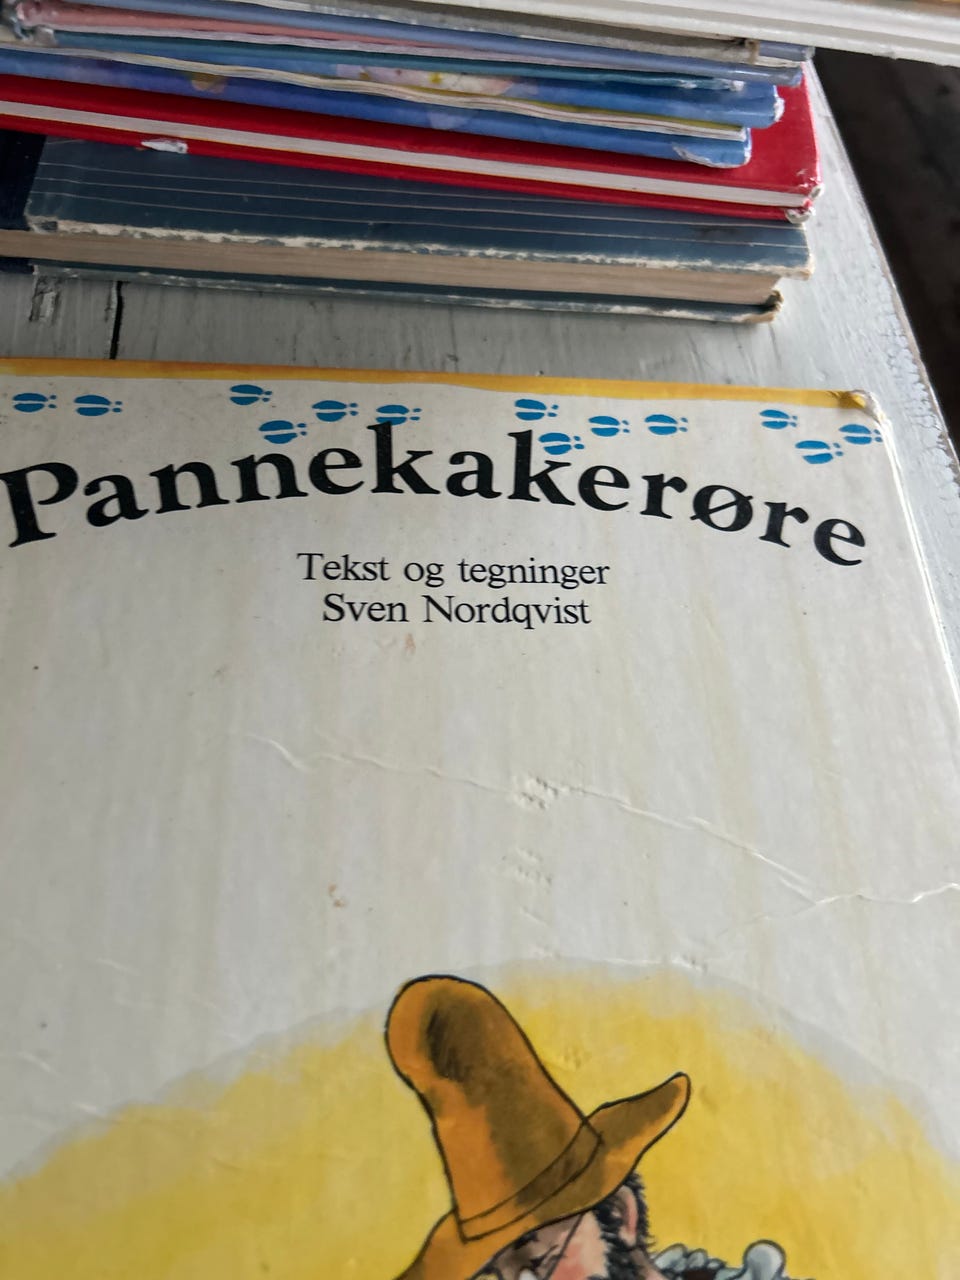 Pannekakerøre
Tekst og tegninger
Sven Nordqvist